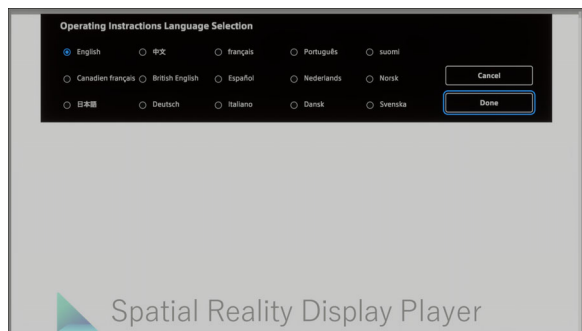 Operating Instractions Language Selection
English 中文 français Português suomi
Canadien français British English Español Nederlands Norsk Cancel
日本語 Deutsch Italiano Dansk Svenska Done
Spatial Reality Display Player